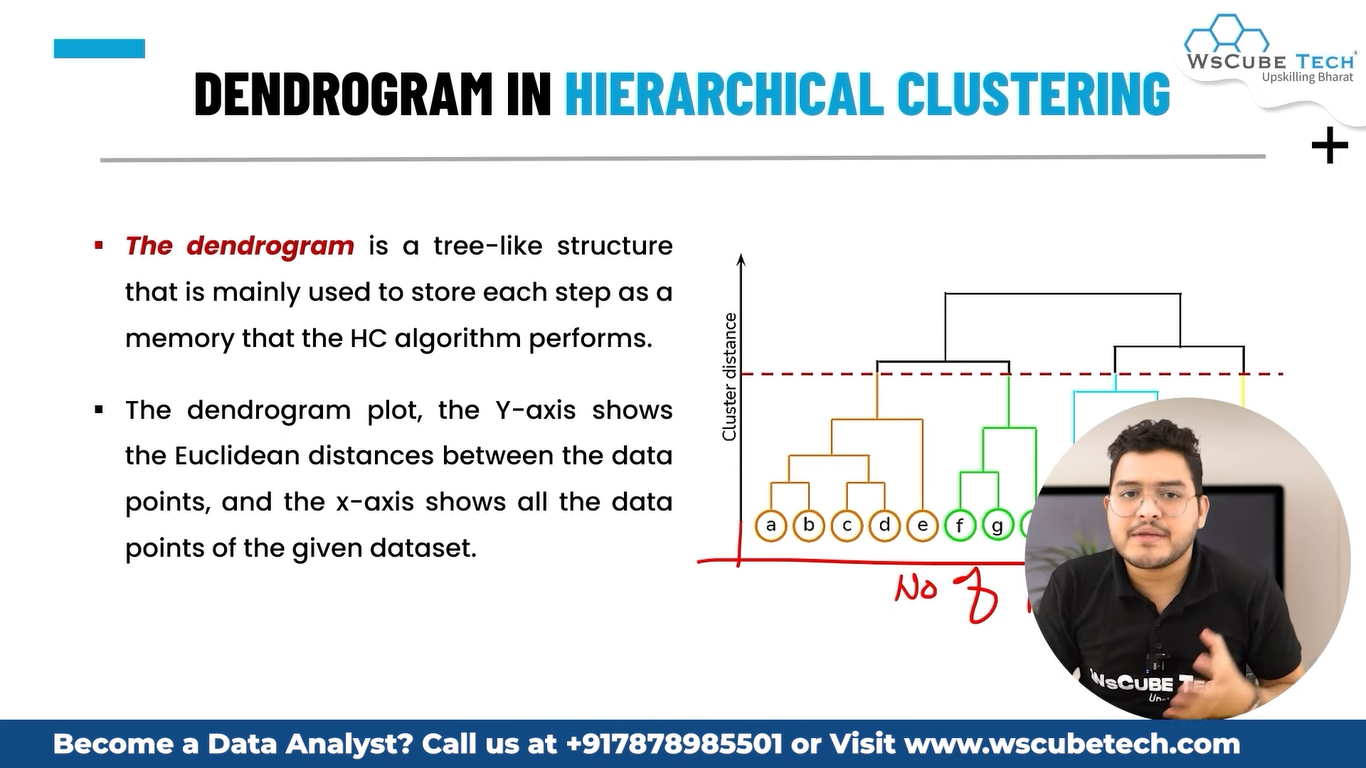 WsCube Tech
Upskilling Bharat
DENDROGRAM IN HIERARCHICAL CLUSTERING
The dendrogram is a tree-like structure
that is mainly used to store each step as a
memory that the HC algorithm performs.
The dendrogram plot, the Y-axis shows
the Euclidean distances between the data
points, and the x-axis shows all the data
points of the given dataset.
Cluster distance
a b c d e f g
No of
WsCube Te
Become a Data Analyst? Call us at +917878985501 or Visit www.wscubetech.com